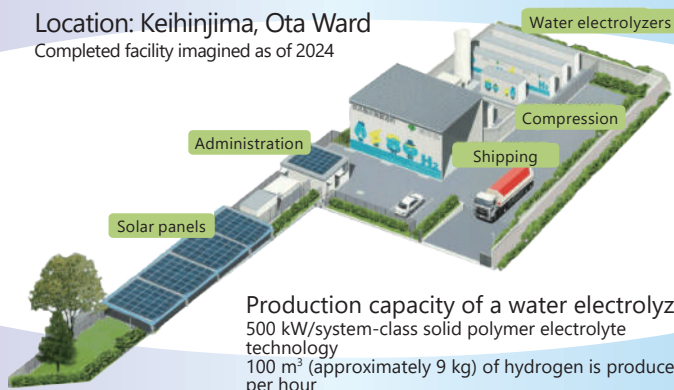 Location: Keihinjima, Ota Ward
Completed facility imagined as of 2024
Water electrolyzers
Compression
Administration
Shipping
H₂
Solar panels
Production capacity of a water electrolyz
500 kW/system-class solid polymer electrolyte
technology
100 m³ (approximately 9 kg) of hydrogen is produce
per hour